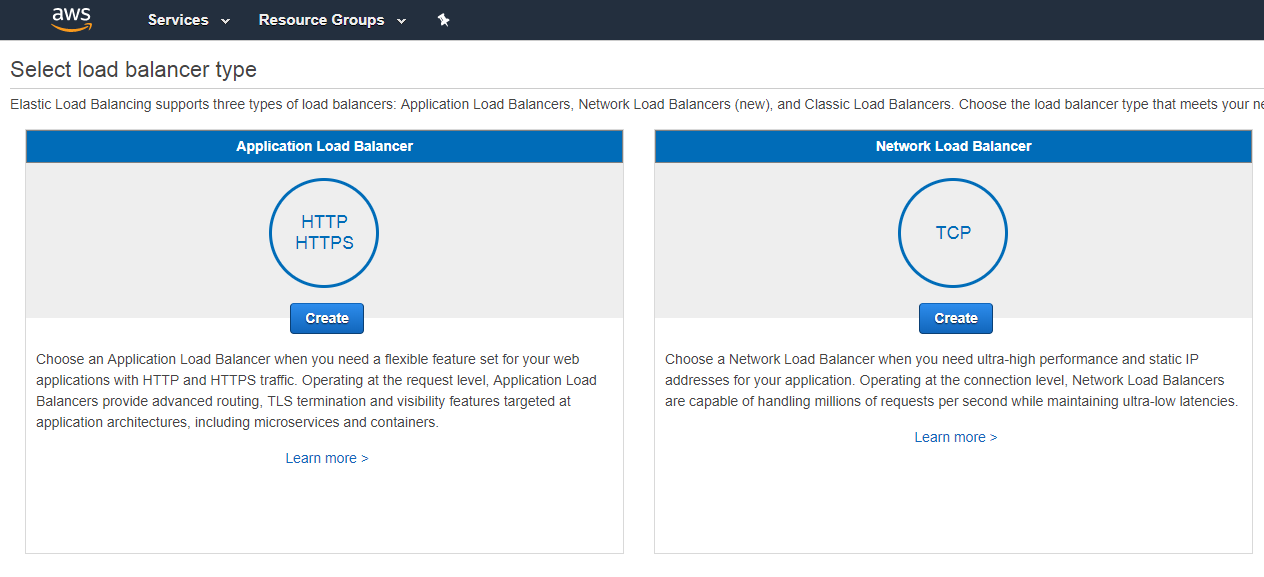 aws Services Resource Groups
Select load balancer type
Elastic Load Balancing supports three types of load balancers: Application Load Balancers, Network Load Balancers (new), and Classic Load Balancers. Choose the load balancer type that meets your
Application Load Balancer
HTTP
HTTPS
Create
Choose an Application Load Balancer when you need a flexible feature set for your web
applications with HTTP and HTTPS traffic. Operating at the request level, Application Load
Balancers provide advanced routing, TLS termination and visibility features targeted at
application architectures, including microservices and containers.
Learn more >
Network Load Balancer
TCP
Create
Choose a Network Load Balancer when you need ultra-high performance and static IP
addresses for your application. Operating at the connection level, Network Load Balancers
are capable of handling millions of requests per second while maintaining ultra-low latencies.
Learn more >